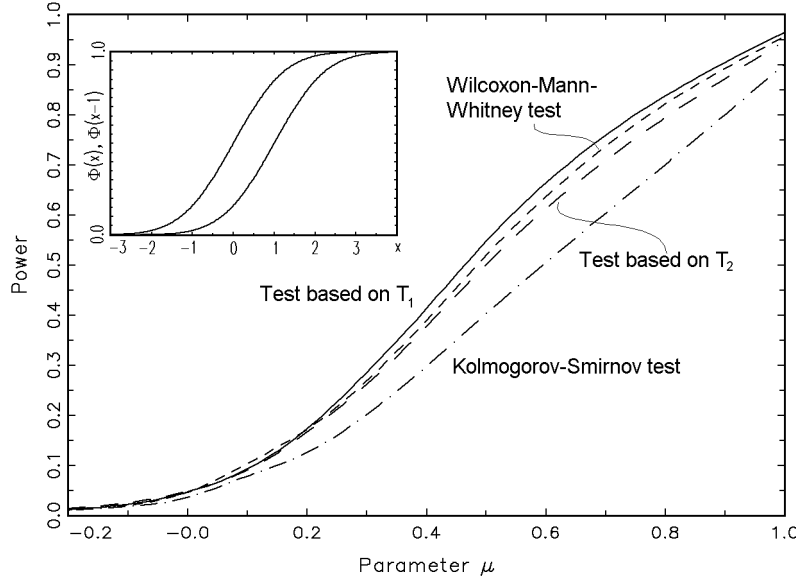 1.0
0.9
0.8
0.7
0.6
0.5
0.4
0.3
0.2
0.1
0.0
Power
1.0
0.0
Φ(x), Φ(x−1)
−3 −2 −1 0 1 2 3 x
Wilcoxon-Mann-
Whitney test
Test based on T2
Test based on T1
Kolmogorov-Smirnov test
−0.2 −0.0 0.2 0.4 0.6 0.8 1.0
Parameter μ